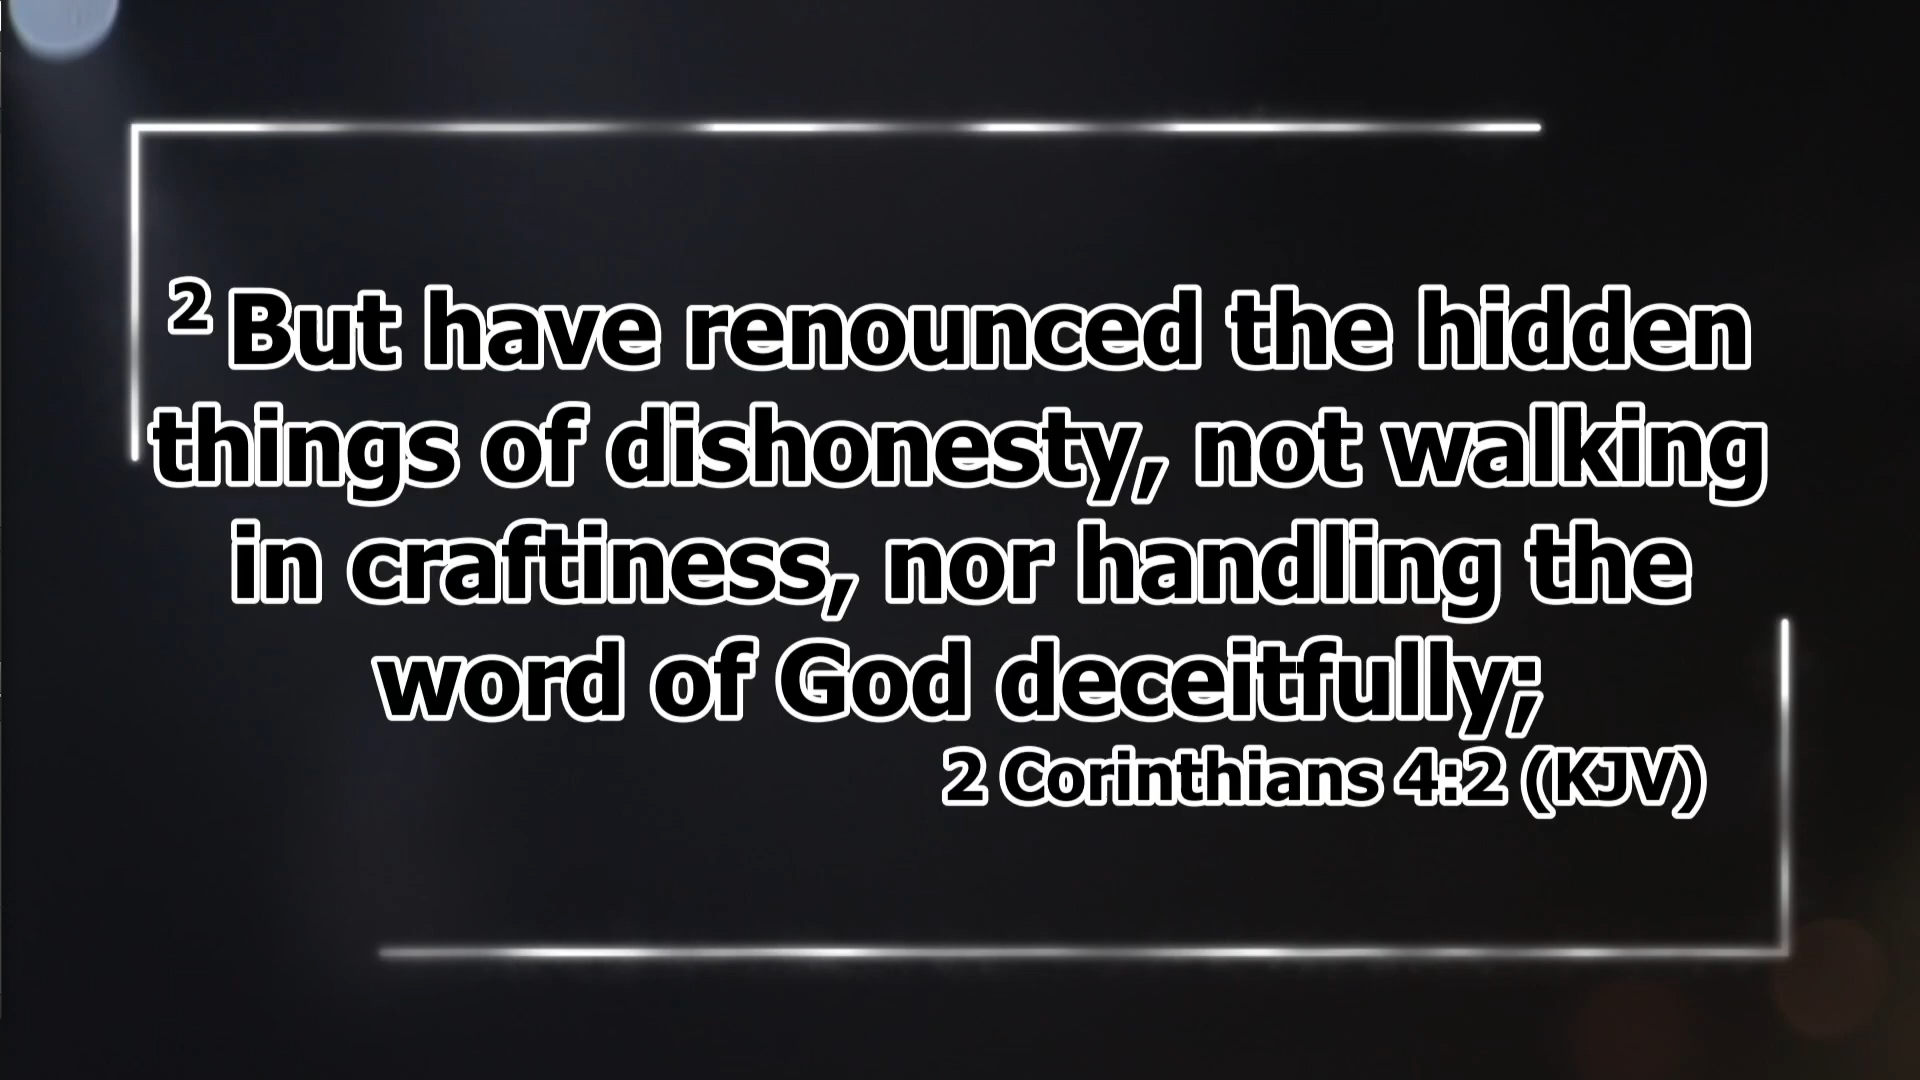 2 But have renounced the hidden
things of dishonesty, not walking
in craftiness, nor handling the
word of God deceitfully;
2 Corinthians 4:2 (KJV)